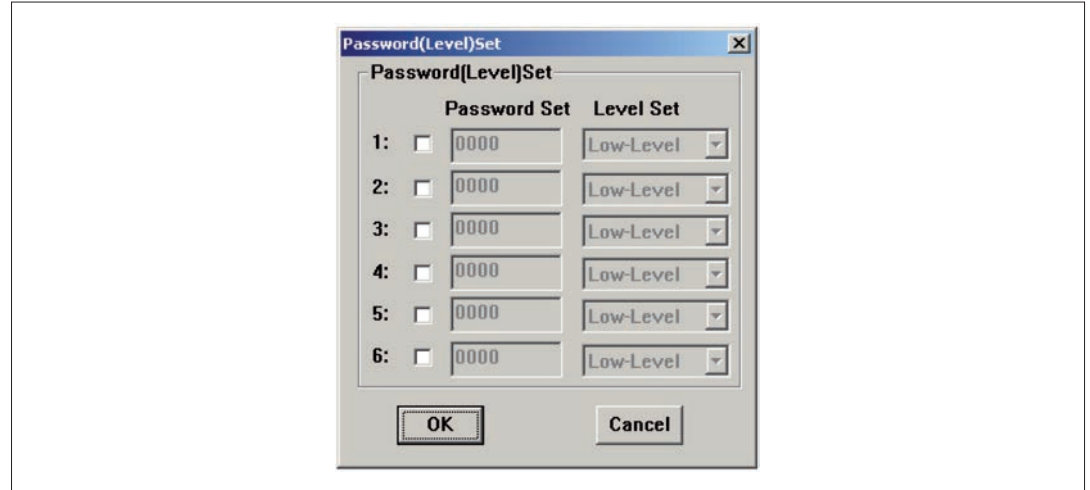 Password(Level)Set
Password(Level)Set
Password Set Level Set
1: 0000 Low-Level
2: 0000 Low-Level
3: 0000 Low-Level
4: 0000 Low-Level
5: 0000 Low-Level
6: 0000 Low-Level
OK Cancel